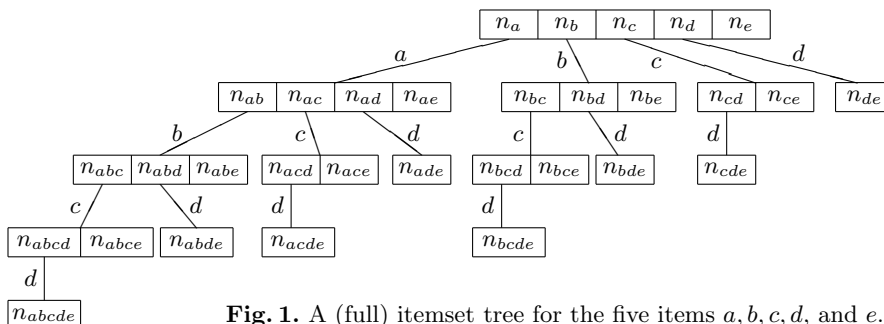 n_a n_b n_c n_d n_e
a b c d
n_ab n_ac n_ad n_ae n_bc n_bd n_be n_cd n_ce n_de
b c d c d d
n_abc n_abd n_abe n_acd n_ace n_ade n_bcd n_bce n_bde n_cde
c d d d
n_abcd n_abce n_abde n_acde n_bcde
d
n_abcde
Fig. 1. A (full) itemset tree for the five items a, b, c, d, and e.